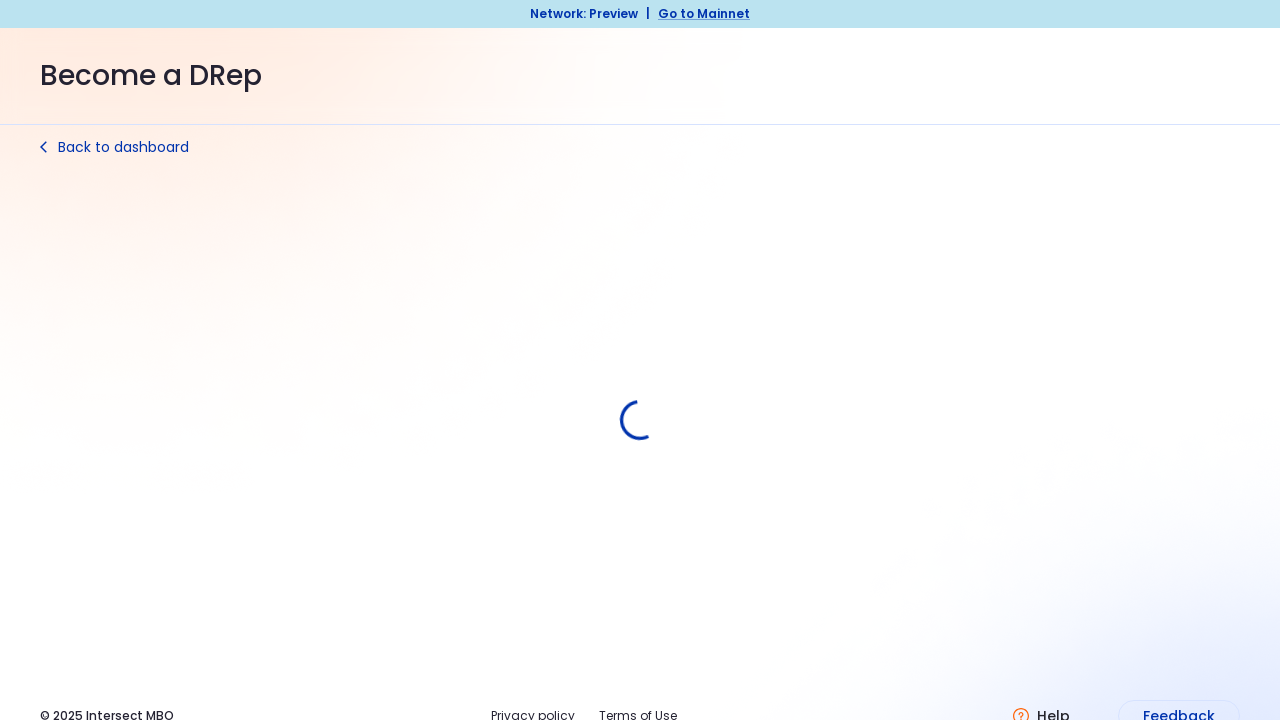 Network: Preview | Go to Mainnet
Become a DRep
Back to dashboard
© 2025 Intersect MBO
Privacy policy
Terms of Use
Help
Feedback